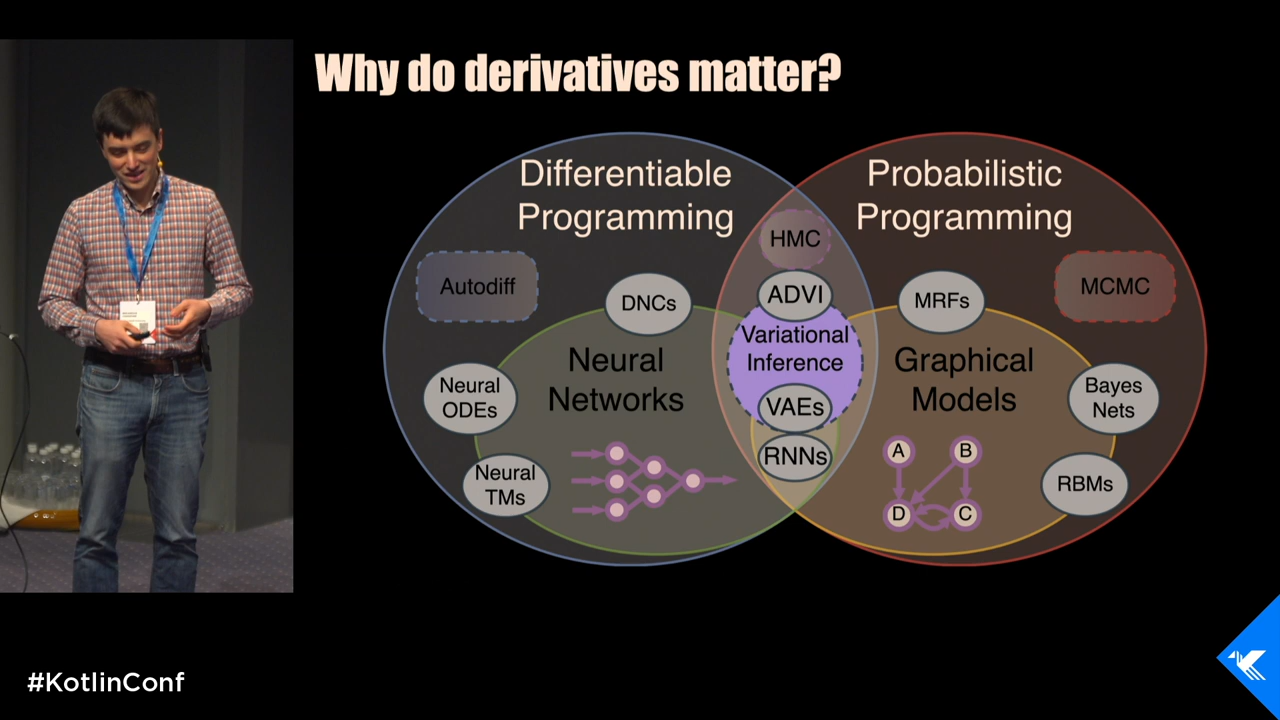 Why do derivatives matter?
Differentiable
Programming
Probabilistic
Programming
HMC
Autodiff
MCMC
DNCs
ADVI
MRFs
Variational
Inference
Neural
Networks
Graphical
Models
Neural
ODEs
VAEs
Bayes
Nets
RNNs
A
B
Neural
TMs
RBMs
D
C
#KotlinConf